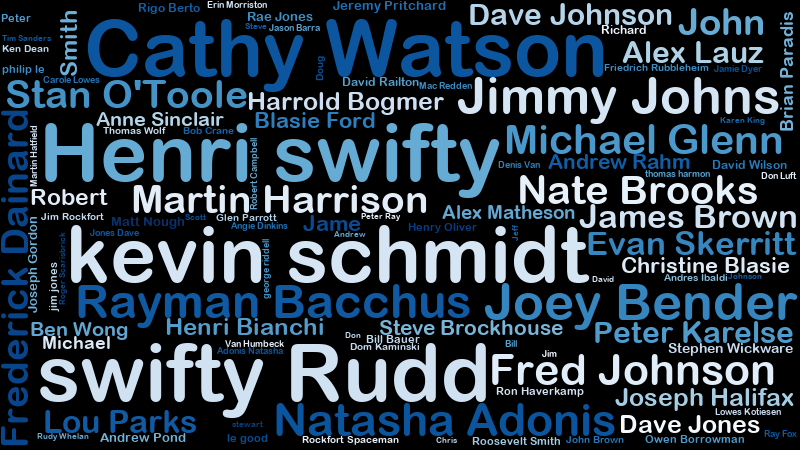 Peter
Rigo Berto
Erin Morriston
Jeremy Pritchard
Tim Sanders
Ken Dean
Smith
Cathy Watson
Rae Jones
Steve
Jason Barra
Dave Johnson
Richard
John
Brian Paradis
philip le
Carole Lowes
Doug
Alex Lauz
Friedrich Rubbleheim
Jamie Dyer
David Railton
Mac Redden
Stan O'Toole
Harrold Bogmer
Jimmy Johns
Anne Sinclair
Blasie Ford
Karen King
Thomas Wolf
Bob Crane
Martin Hatfield
Henri swifty
Robert Campbell
Michael Glenn
Denis Van
Andrew Rahm
David Wilson
thomas harmon
Don Luft
Frederick Dainard
Robert
Martin Harrison
Nate Brooks
Jim Rockfort
Matt Nough
Scott
Glen Parrott
Peter Ray
Alex Matheson
James Brown
Joseph Gordon
Roger Scarisbrick
Jones Dave
Angie Dinkins
Jame
Andrew
Henry Oliver
Jeff
Evan Skerritt
kevin schmidt
george riddell
Christine Blasie
jim jones
David
Andres Ibaldi
Johnson
Rayman Bacchus
Joey Bender
Ben Wong
Henri Bianchi
Steve Brockhouse
Peter Karelse
Michael
Van Humbeck
Don
Bill Bauer
Bill
Adonis Natasha
Dom Kaminski
Jim
Stephen Wickware
swifty Rudd
Fred Johnson
Ron Haverkamp
Joseph Halifax
Lou Parks
stewart
Natasha Adonis
Lowes Kotiesen
Dave Jones
Rudy Whelan
Andrew Pond
le good
Rockfort Spaceman
Chris
Roosevelt Smith
John Brown
Owen Borrowman
Ray Fox